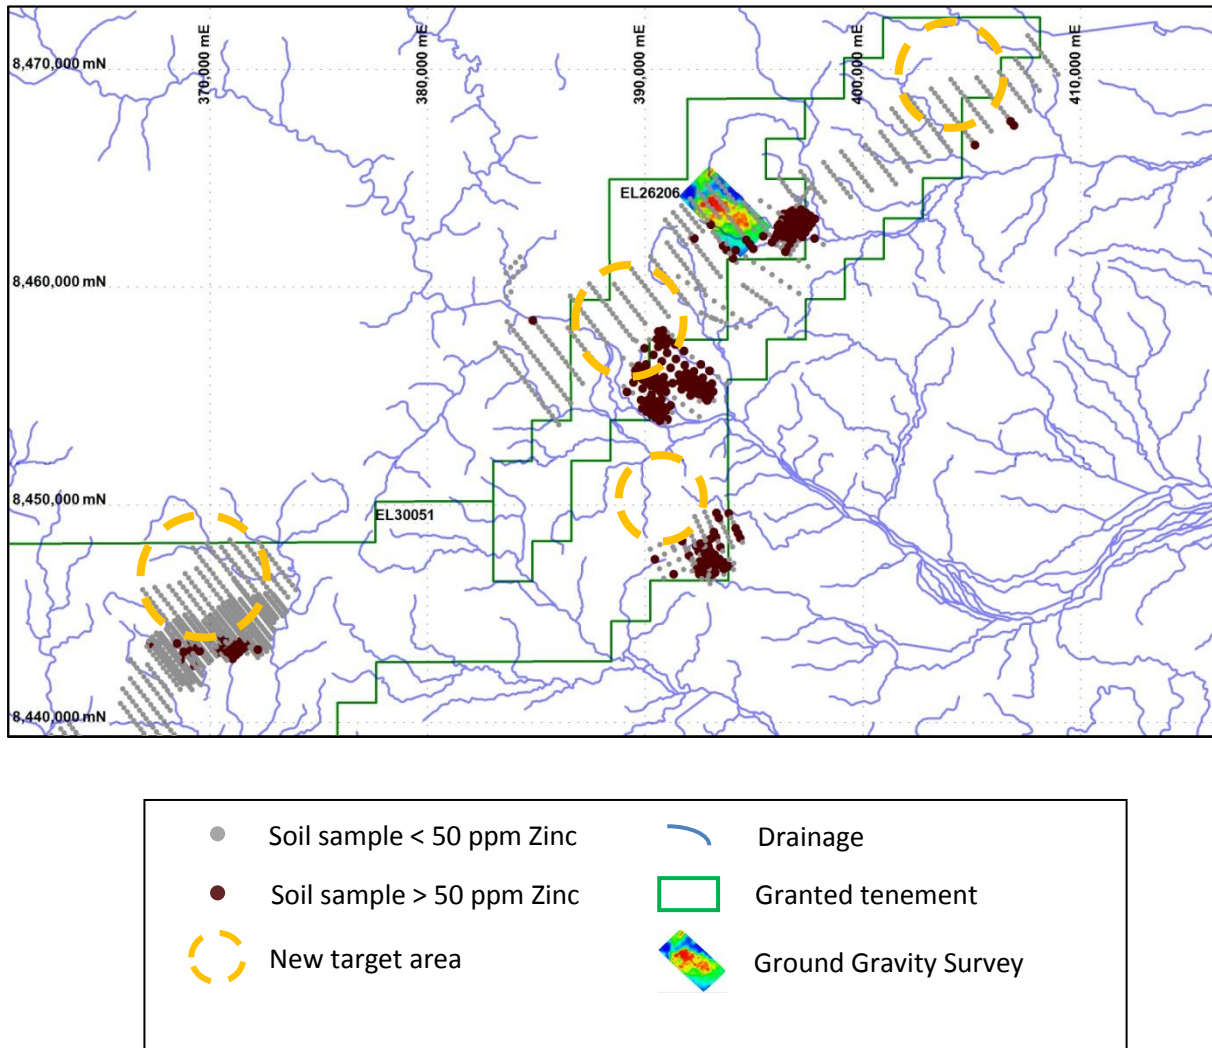 370,000 mE
380,000 mE
390,000 mE
400,000 mE
410,000 mE
8,470,000 mN
EL26206
8,460,000 mN
8,450,000 mN
EL30051
8,440,000 mN
Soil sample < 50 ppm Zinc
Drainage
Soil sample > 50 ppm Zinc
Granted tenement
New target area
Ground Gravity Survey